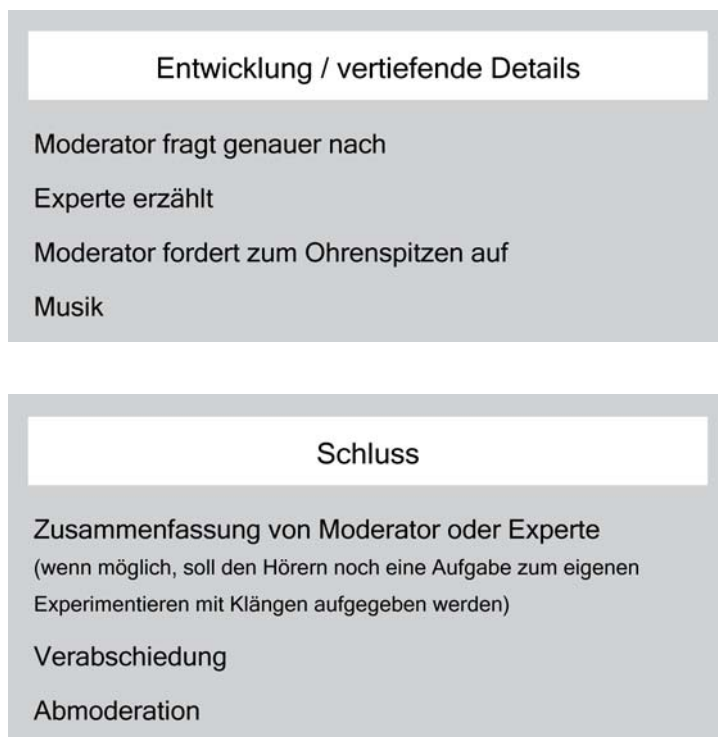 Entwicklung / vertiefende Details
Moderator fragt genauer nach
Experte erzählt
Moderator fordert zum Ohrenspitzen auf
Musik
Schluss
Zusammenfassung von Moderator oder Experte
(wenn möglich, soll den Hörern noch eine Aufgabe zum eigenen
Experimentieren mit Klängen aufgegeben werden)
Verabschiedung
Abmoderation